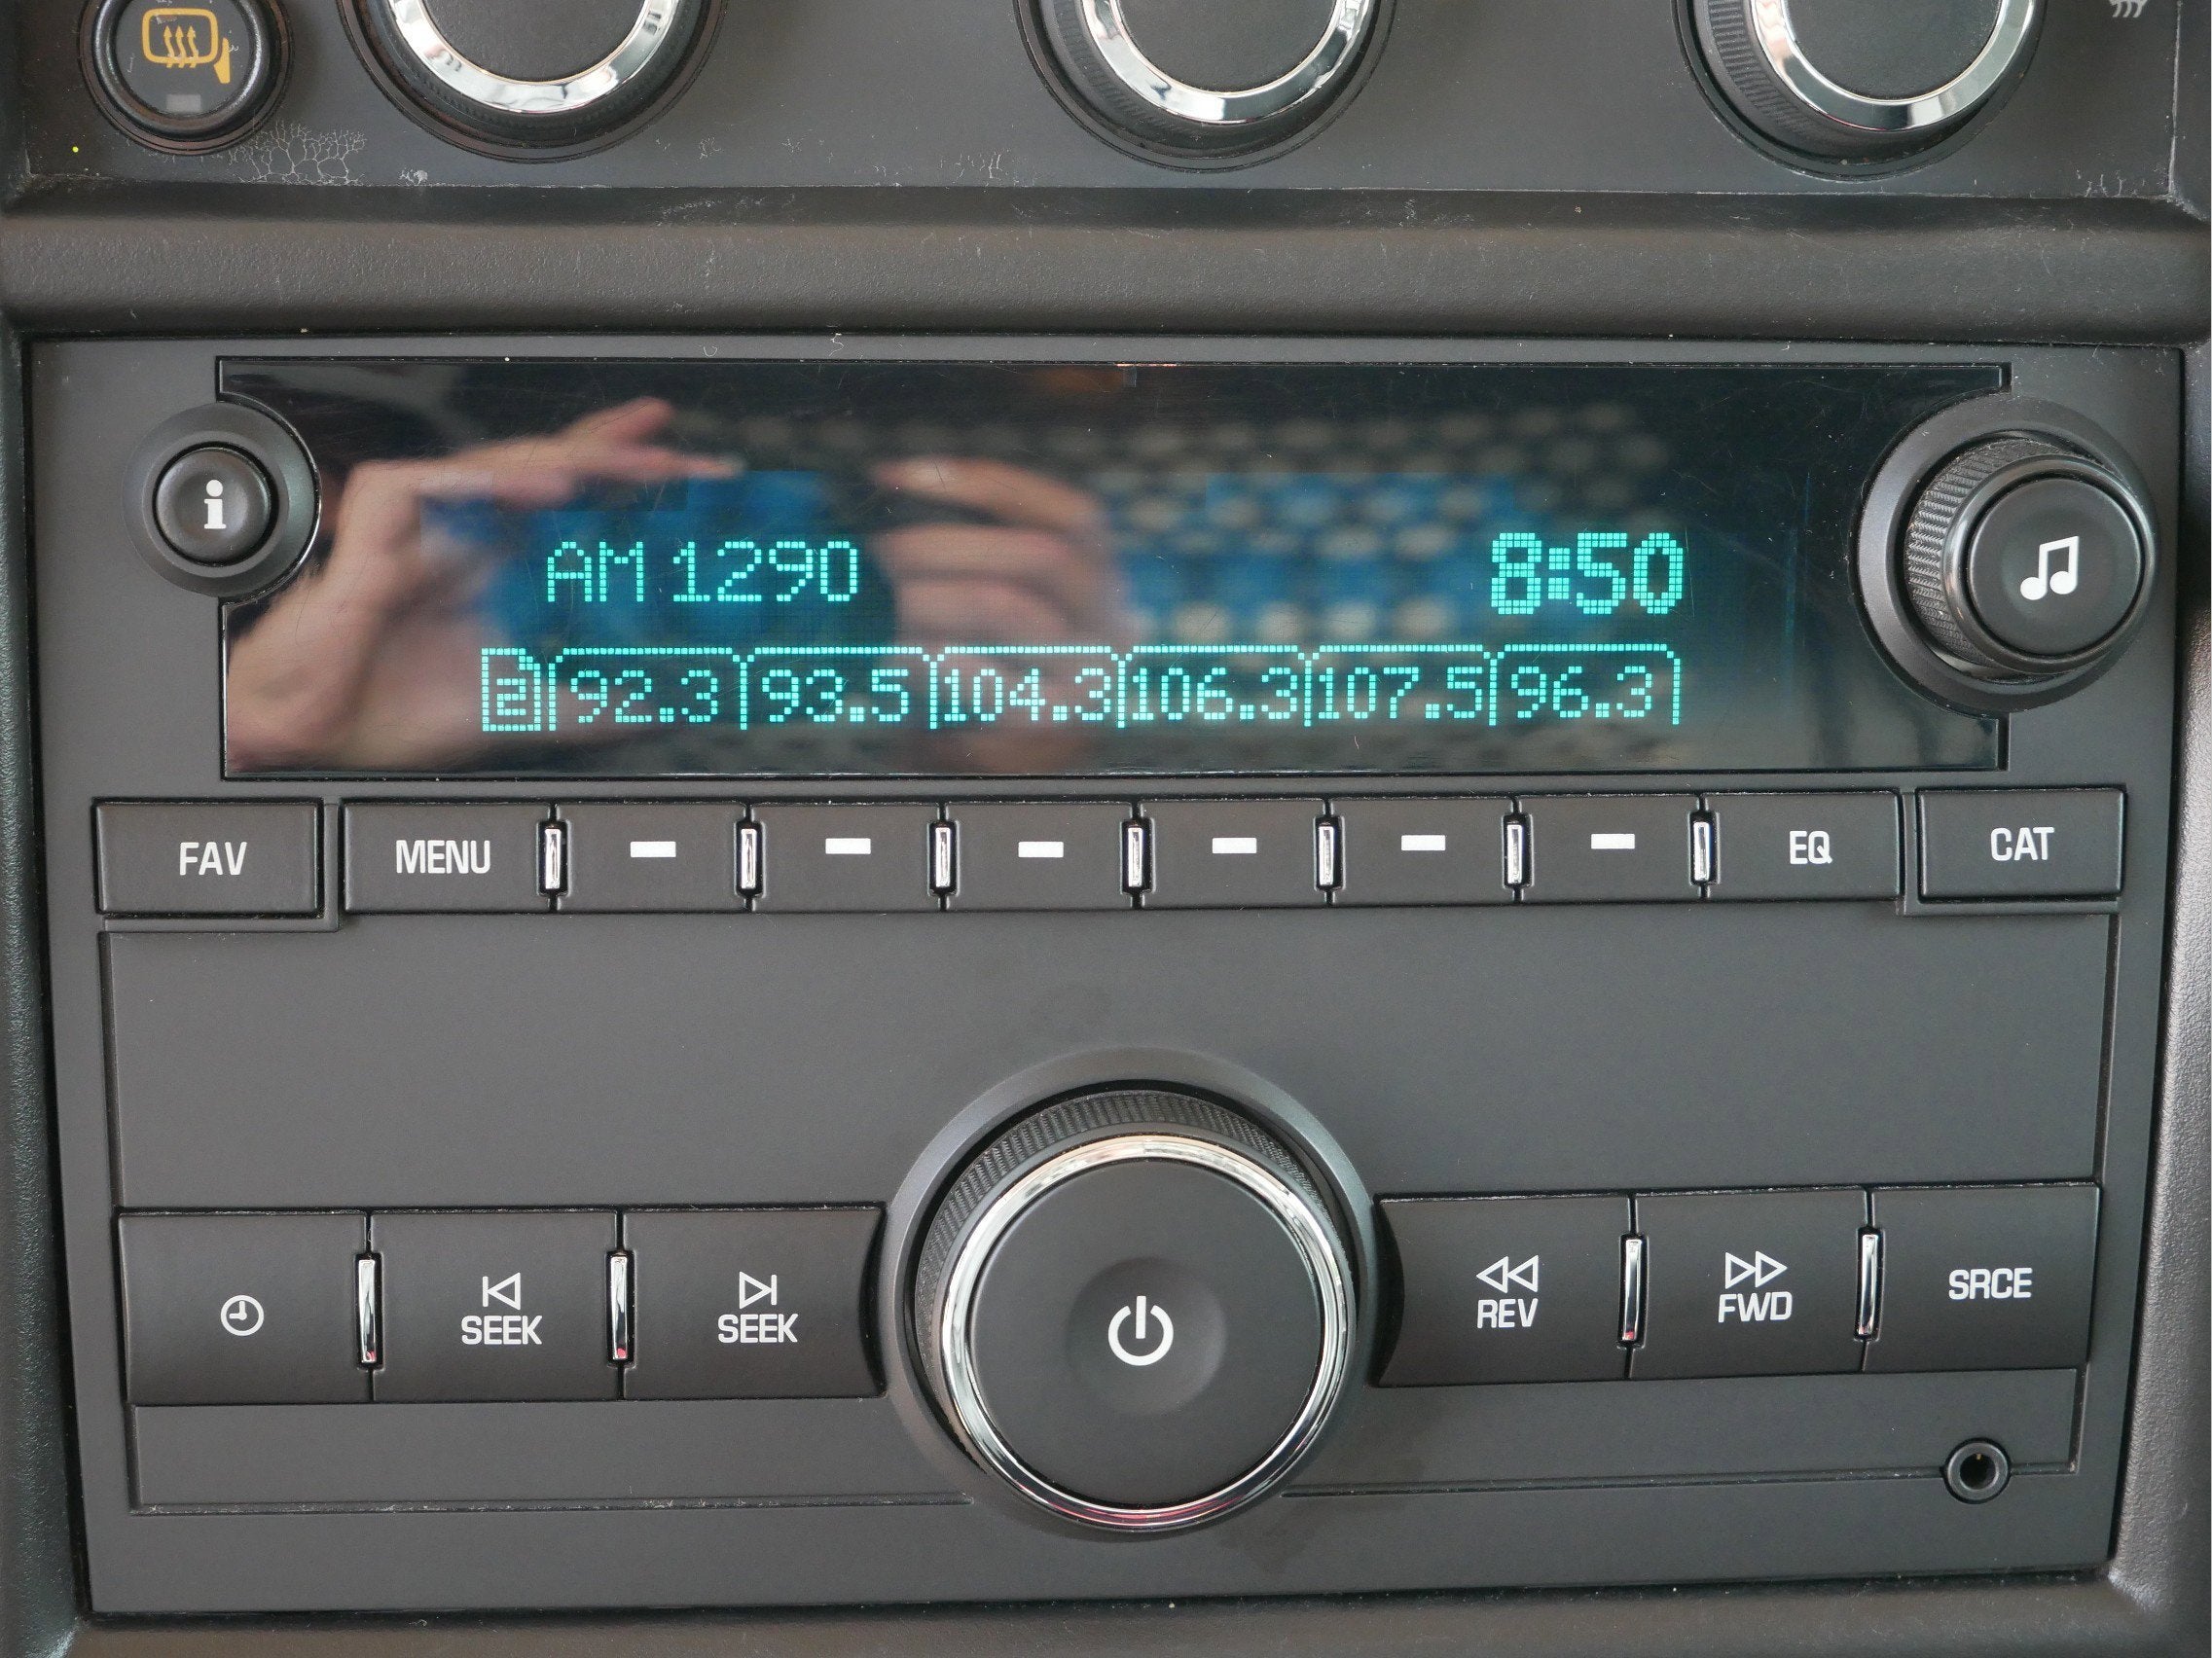 i
AM 1290 8:50
2 92.3 93.5 104.3 106.3 107.5 96.3
FAV MENU EQ CAT
SEEK SEEK REV FWD SRCE